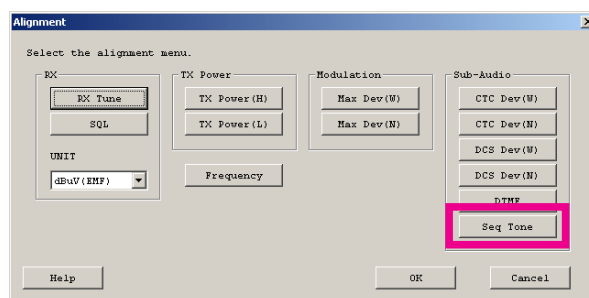 Alignment
Select the alignment menu.
RX
RX Tune
SQL
UNIT
dBuV(EMF)
TX Power
TX Power(H)
TX Power(L)
Frequency
Modulation
Max Dev(W)
Max Dev(N)
Sub-Audio
CTC Dev(W)
CTC Dev(N)
DCS Dev(W)
DCS Dev(N)
DTMF
Seq Tone
Help
OK
Cancel